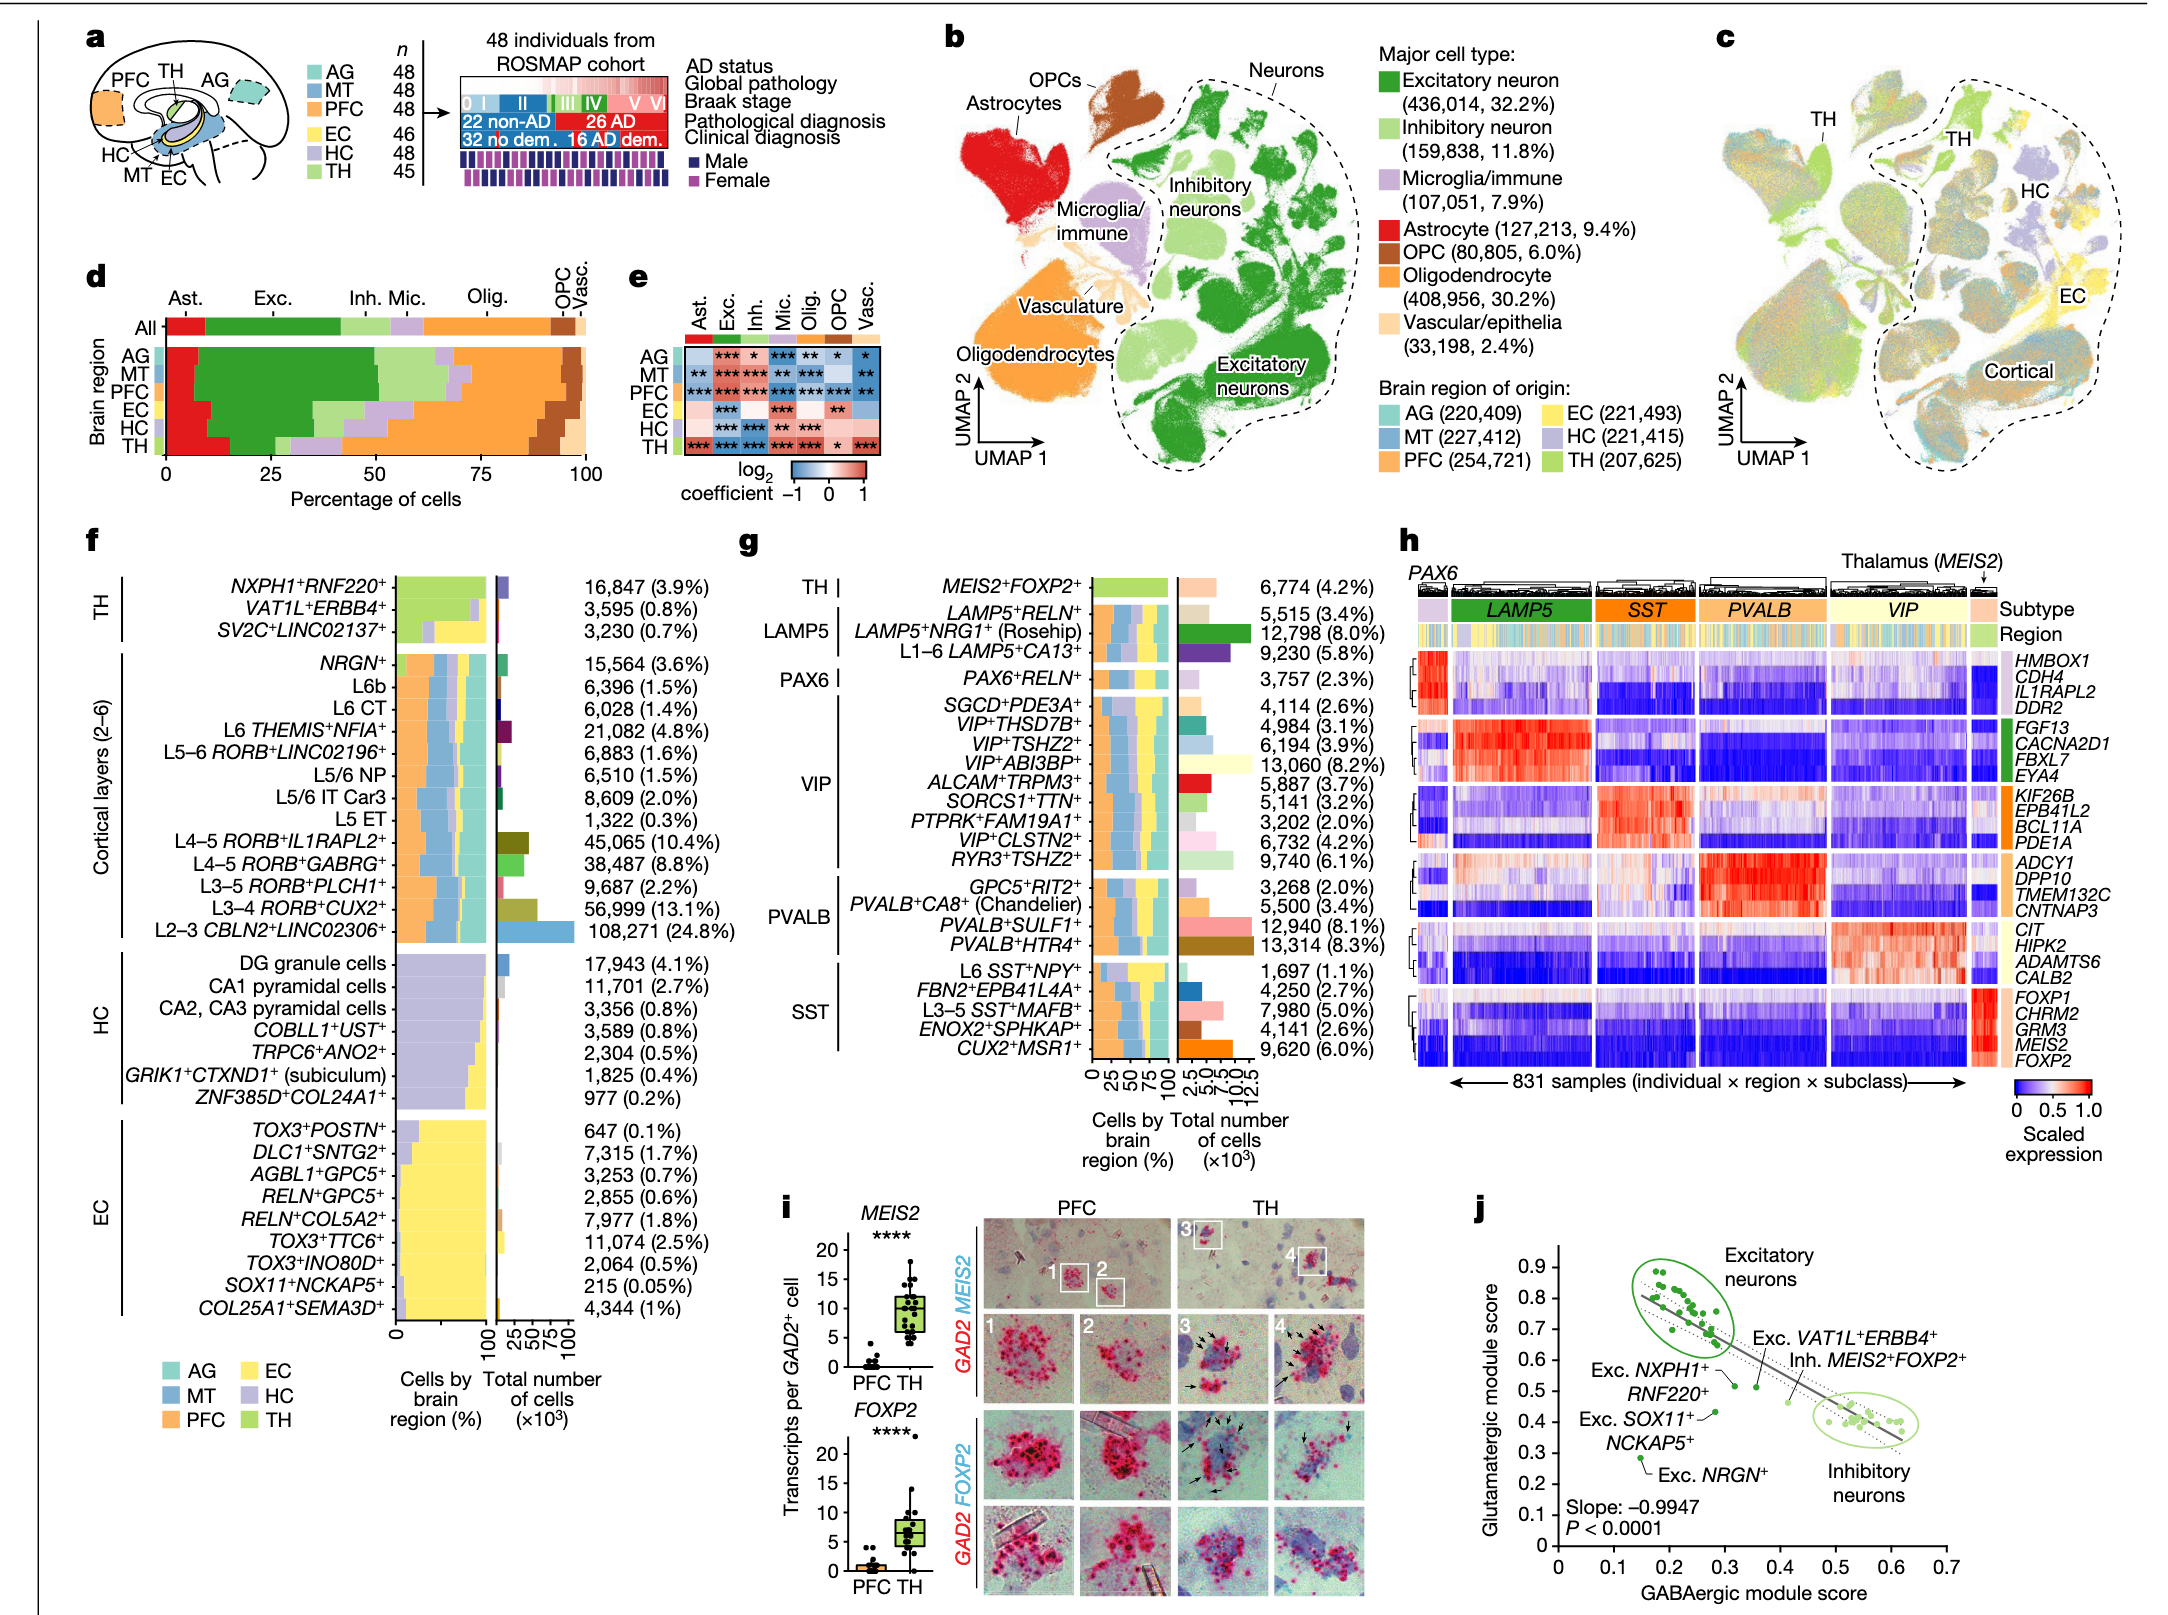 a
PFC
TH
AG
HC
MT
EC
n
AG 48
MT 48
PFC 48
EC 46
HC 48
TH 45
48 individuals from
ROSMAP cohort
AD status
Global pathology
0 I II III IV V VI Braak stage
22 non-AD 26 AD Pathological diagnosis
32 no dem. 16 AD dem. Clinical diagnosis
Male
Female
b
OPCs
Astrocytes
Neurons
Inhibitory
neurons
Microglia/
immune
Vasculature
Oligodendrocytes
Excitatory
neurons
UMAP 2
UMAP 1
Major cell type:
Excitatory neuron
(436,014, 32.2%)
Inhibitory neuron
(159,838, 11.8%)
Microglia/immune
(107,051, 7.9%)
Astrocyte (127,213, 9.4%)
OPC (80,805, 6.0%)
Oligodendrocyte
(408,956, 30.2%)
Vascular/epithelia
(33,198, 2.4%)
Brain region of origin:
AG (220,409) EC (221,493)
MT (227,412) HC (221,415)
PFC (254,721) TH (207,625)
c
TH
TH
HC
EC
Cortical
UMAP 2
UMAP 1
d
Ast. Exc. Inh. Mic. Olig. OPC Vasc.
All
Brain region
AG
MT
PFC
EC
HC
TH
0 25 50 75 100
Percentage of cells
e
Ast. Exc. Inh. Mic. Olig. OPC Vasc.
AG *** * *** ** * *
MT ** *** *** ** *** **
PFC *** *** *** *** *** *** **
EC *** *** **
HC *** *** ** ***
TH *** *** *** *** *** * ***
log2
coefficient −1 0 1
f
TH
NXPH1+RNF220+ 16,847 (3.9%)
VAT1L+ERBB4+ 3,595 (0.8%)
SV2C+LINC02137+ 3,230 (0.7%)
Cortical layers (2–6)
NRGN+ 15,564 (3.6%)
L6b 6,396 (1.5%)
L6 CT 6,028 (1.4%)
L6 THEMIS+NFIA+ 21,082 (4.8%)
L5–6 RORB+LINC02196+ 6,883 (1.6%)
L5/6 NP 6,510 (1.5%)
L5/6 IT Car3 8,609 (2.0%)
L5 ET 1,322 (0.3%)
L4–5 RORB+IL1RAPL2+ 45,065 (10.4%)
L4–5 RORB+GABRG+ 38,487 (8.8%)
L3–5 RORB+PLCH1+ 9,687 (2.2%)
L3–4 RORB+CUX2+ 56,999 (13.1%)
L2–3 CBLN2+LINC02306+ 108,271 (24.8%)
HC
DG granule cells 17,943 (4.1%)
CA1 pyramidal cells 11,701 (2.7%)
CA2, CA3 pyramidal cells 3,356 (0.8%)
COBLL1+UST+ 3,589 (0.8%)
TRPC6+ANO2+ 2,304 (0.5%)
GRIK1+CTXND1+ (subiculum) 1,825 (0.4%)
ZNF385D+COL24A1+ 977 (0.2%)
EC
TOX3+POSTN+ 647 (0.1%)
DLC1+SNTG2+ 7,315 (1.7%)
AGBL1+GPC5+ 3,253 (0.7%)
RELN+GPC5+ 2,855 (0.6%)
RELN+COL5A2+ 7,977 (1.8%)
TOX3+TTC6+ 11,074 (2.5%)
TOX3+INO80D+ 2,064 (0.5%)
SOX11+NCKAP5+ 215 (0.05%)
COL25A1+SEMA3D+ 4,344 (1%)
0 100 25 50 75 100
Cells by
brain
region (%)
Total number
of cells
(×10³)
AG EC
MT HC
PFC TH
g
TH
MEIS2+FOXP2+ 6,774 (4.2%)
LAMP5
LAMP5+RELN+ 5,515 (3.4%)
LAMP5+NRG1+ (Rosehip) 12,798 (8.0%)
L1–6 LAMP5+CA13+ 9,230 (5.8%)
PAX6
PAX6+RELN+ 3,757 (2.3%)
VIP
SGCD+PDE3A+ 4,114 (2.6%)
VIP+THSD7B+ 4,984 (3.1%)
VIP+TSHZ2+ 6,194 (3.9%)
VIP+ABI3BP+ 13,060 (8.2%)
ALCAM+TRPM3+ 5,887 (3.7%)
SORCS1+TTN+ 5,141 (3.2%)
PTPRK+FAM19A1+ 3,202 (2.0%)
VIP+CLSTN2+ 6,732 (4.2%)
RYR3+TSHZ2+ 9,740 (6.1%)
PVALB
GPC5+RIT2+ 3,268 (2.0%)
PVALB+CA8+ (Chandelier) 5,500 (3.4%)
PVALB+SULF1+ 12,940 (8.1%)
PVALB+HTR4+ 13,314 (8.3%)
SST
L6 SST+NPY+ 1,697 (1.1%)
FBN2+EPB41L4A+ 4,250 (2.7%)
L3–5 SST+MAFB+ 7,980 (5.0%)
ENOX2+SPHKAP+ 4,141 (2.6%)
CUX2+MSR1+ 9,620 (6.0%)
0 25 50 75 100 2.5 5.0 7.5 10.0 12.5
Cells by
brain
region (%)
Total number
of cells
(×10³)
h
Thalamus (MEIS2)
PAX6
LAMP5 SST PVALB VIP Subtype
Region
HMBOX1
CDH4
IL1RAPL2
DDR2
FGF13
CACNA2D1
FBXL7
EYA4
KIF26B
EPB41L2
BCL11A
PDE1A
ADCY1
DPP10
TMEM132C
CNTNAP3
CIT
HIPK2
ADAMTS6
CALB2
FOXP1
CHRM2
GRM3
MEIS2
FOXP2
831 samples (individual × region × subclass)
0 0.5 1.0
Scaled
expression
i
Transcripts per GAD2+ cell
MEIS2
****
20
15
10
5
0
PFC TH
FOXP2
****
20
15
10
5
0
PFC TH
PFC TH
GAD2 MEIS2
1 2 3 4
1 2 3 4
GAD2 FOXP2
j
Glutamatergic module score
0.9
0.8
0.7
0.6
0.5
0.4
0.3
0.2
0.1
0
Excitatory
neurons
Exc. VAT1L+ERBB4+
Inh. MEIS2+FOXP2+
Exc. NXPH1+
RNF220+
Exc. SOX11+
NCKAP5+
Exc. NRGN+
Inhibitory
neurons
Slope: −0.9947
P < 0.0001
0 0.1 0.2 0.3 0.4 0.5 0.6 0.7
GABAergic module score